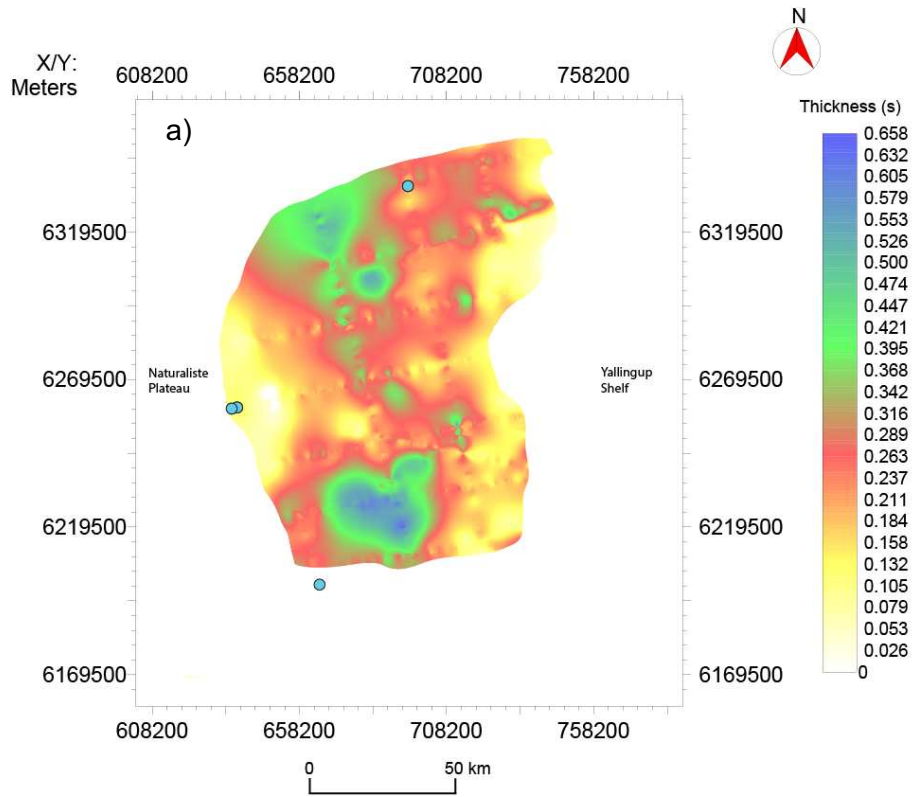 N
X/Y:
Meters
608200 658200 708200 758200
Thickness (s)
a)
0.658
0.632
0.605
0.579
0.553
0.526
0.500
0.474
0.447
0.421
0.395
0.368
0.342
0.316
0.289
0.263
0.237
0.211
0.184
0.158
0.132
0.105
0.079
0.053
0.026
0
6319500 6319500
6269500 6269500
Naturaliste
Plateau
Yallingup
Shelf
6219500 6219500
6169500 6169500
608200 658200 708200 758200
0 50 km